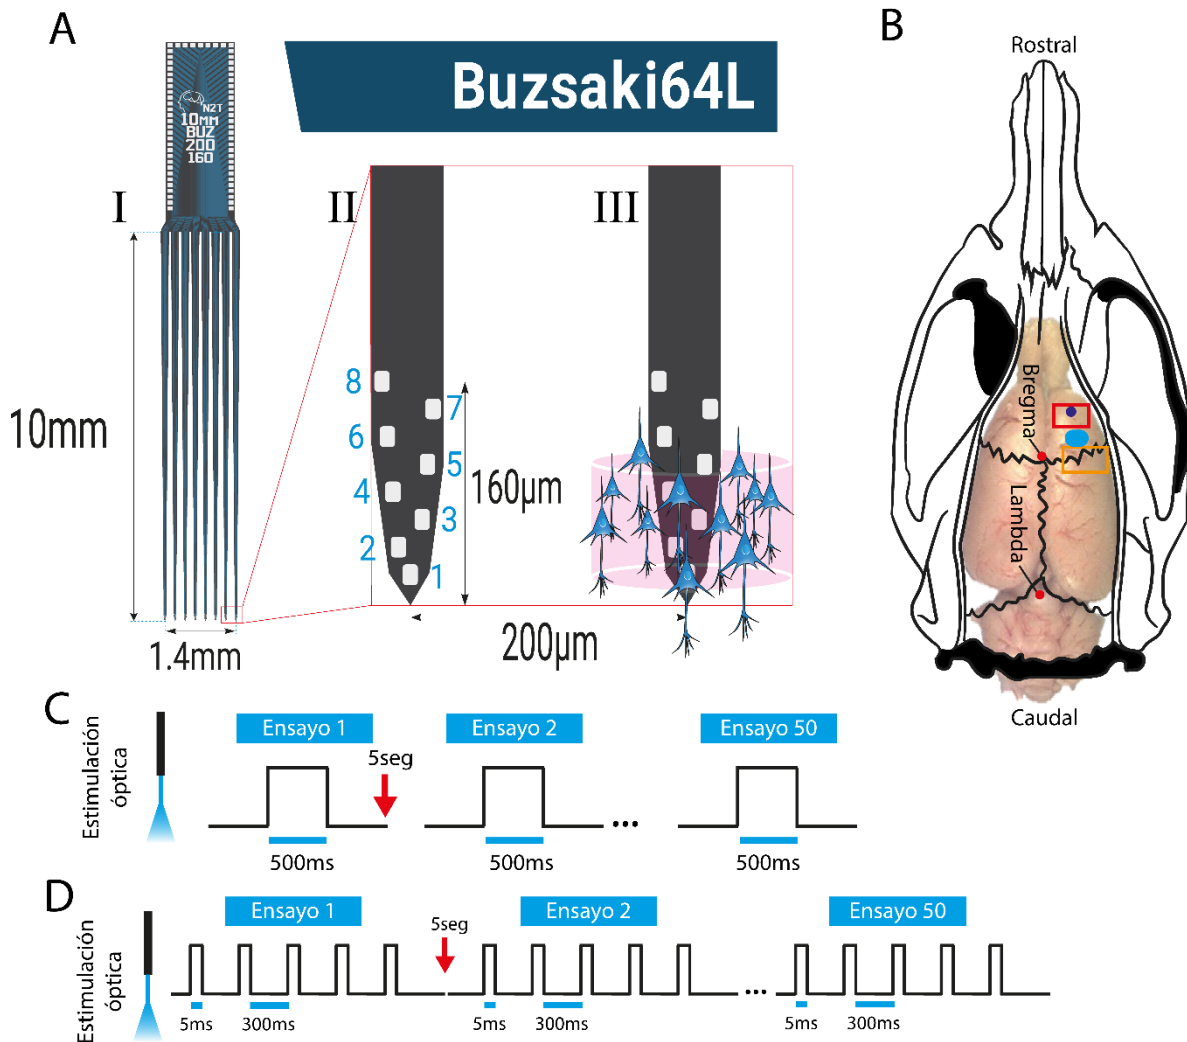 A
Buzsaki64L
B
Rostral
N2T
10MM
BUZ
200
160
I
II
III
8
7
6
5
4
3
2
1
10mm
160µm
1.4mm
200µm
Bregma
Lambda
Caudal
C
Estimulación
óptica
Ensayo 1
5seg
Ensayo 2
Ensayo 50
...
500ms
500ms
500ms
D
Estimulación
óptica
Ensayo 1
5seg
Ensayo 2
Ensayo 50
...
5ms
300ms
5ms
300ms
5ms
300ms